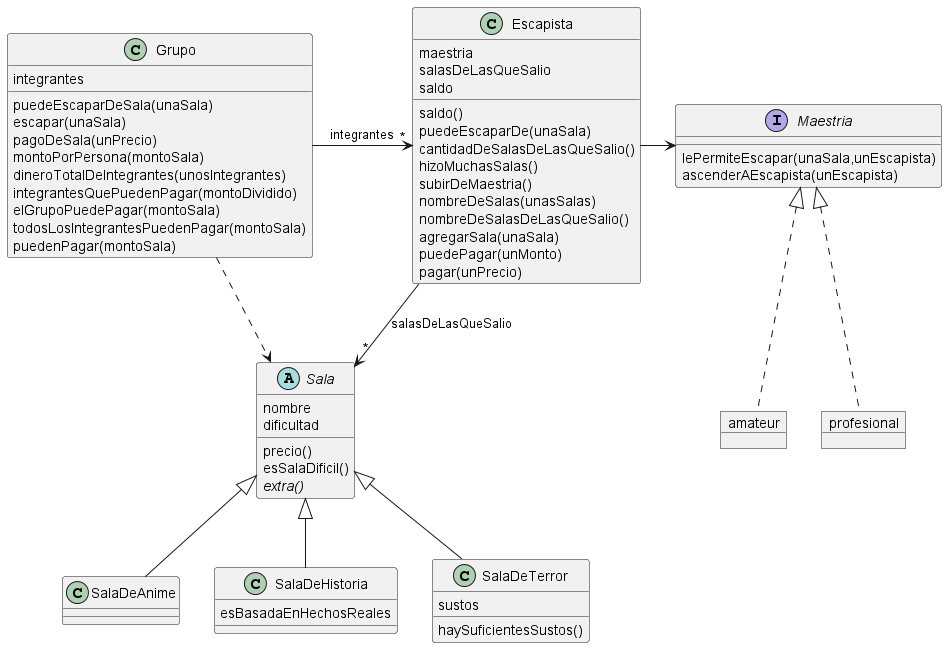 C Grupo
integrantes
puedeEscaparDeSala(unaSala)
escapar(unaSala)
pagoDeSala(unPrecio)
montoPorPersona(montoSala)
dineroTotalDeIntegrantes(unosIntegrantes)
integrantesQuePuedenPagar(montoDividido)
elGrupoPuedePagar(montoSala)
todosLosIntegrantesPuedenPagar(montoSala)
puedenPagar(montoSala)
integrantes *
C Escapista
maestria
salasDeLasQueSalio
saldo
saldo()
puedeEscaparDe(unaSala)
cantidadDeSalasDeLasQueSalio()
hizoMuchasSalas()
subirDeMaestria()
nombreDeSalas(unasSalas)
nombreDeSalasDeLasQueSalio()
agregarSala(unaSala)
puedePagar(unMonto)
pagar(unPrecio)
I Maestria
lePermiteEscapar(unaSala,unEscapista)
ascenderAEscapista(unEscapista)
salasDeLasQueSalio
*
A Sala
nombre
dificultad
precio()
esSalaDificil()
extra()
amateur
profesional
C SalaDeAnime
C SalaDeHistoria
esBasadaEnHechosReales
C SalaDeTerror
sustos
haySuficientesSustos()